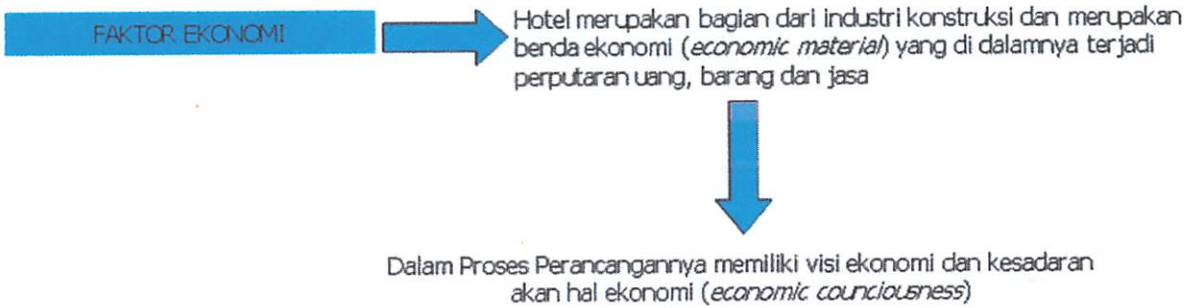 FAKTOR EKONOMI
Hotel merupakan bagian dari industri konstruksi dan merupakan
benda ekonomi (economic material) yang di dalamnya terjadi
perputaran uang, barang dan jasa
Dalam Proses Perancangannya memiliki visi ekonomi dan kesadaran
akan hal ekonomi (economic counciousness)